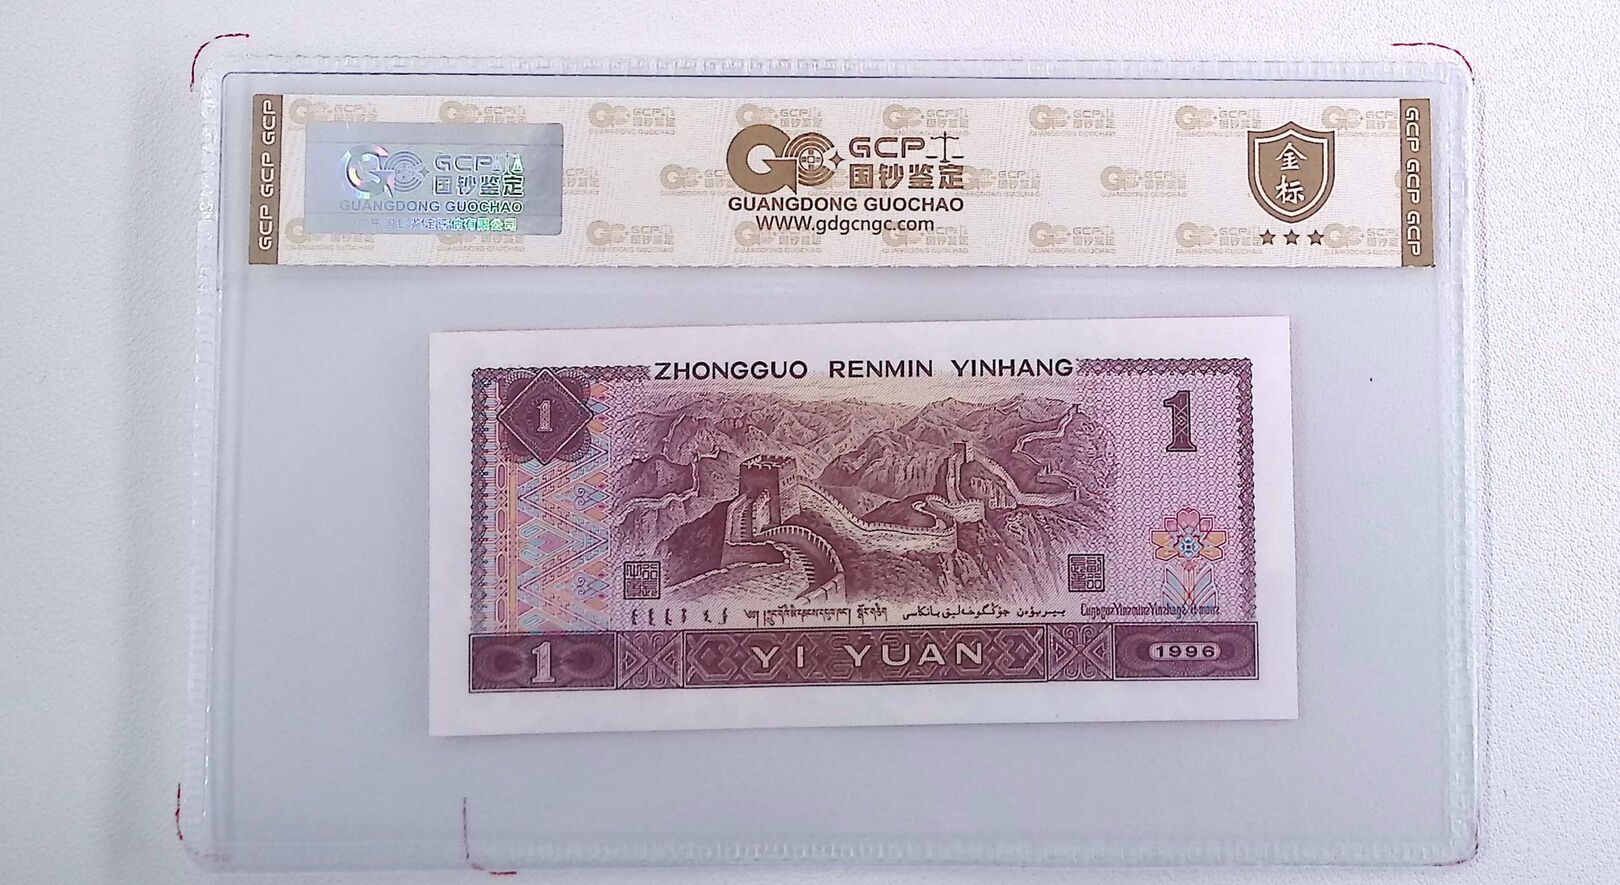 GCP GCP GCP
GCP
国钞鉴定
GUANGDONG GUOCHAO
GCP
国钞鉴定
GUANGDONG GUOCHAO
WWW.gdgcngc.com
金标
GCP GCP GCP
ZHONGGUO RENMIN YINHANG
1
1
YI YUAN
1
1996